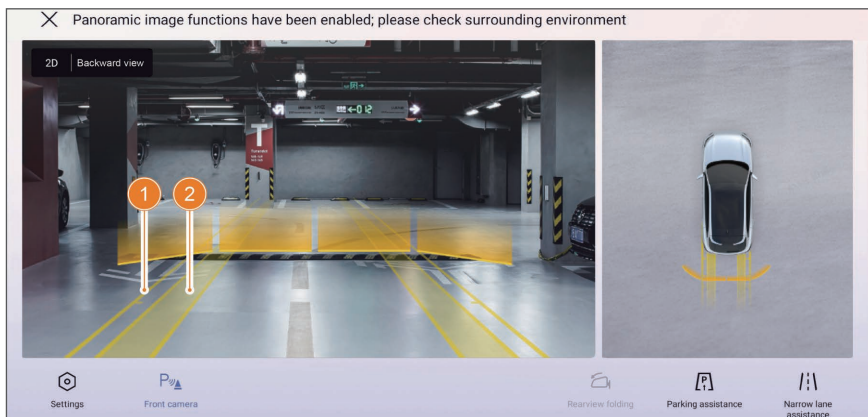 Panoramic image functions have been enabled; please check surrounding environment
2D Backward view
←012
T
1 2
Settings
Front camera
Rearview folding
Parking assistance
Narrow lane
assistance